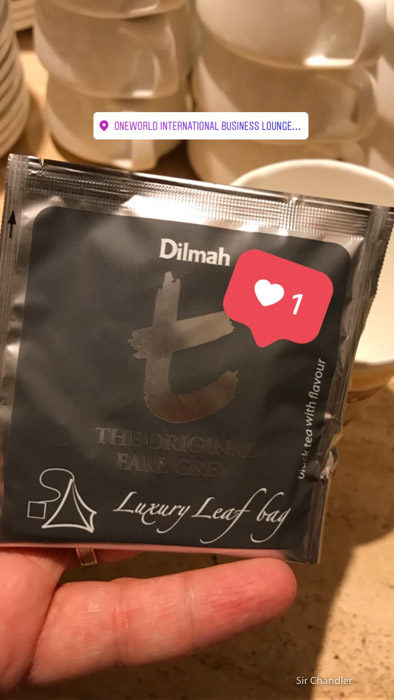 ONEWORLD INTERNATIONAL BUSINESS LOUNGE...
Dilmah
1
t
THE ORIGINAL
EARL GREY
black tea with flavour
Luxury Leaf bag
Sir Chandler